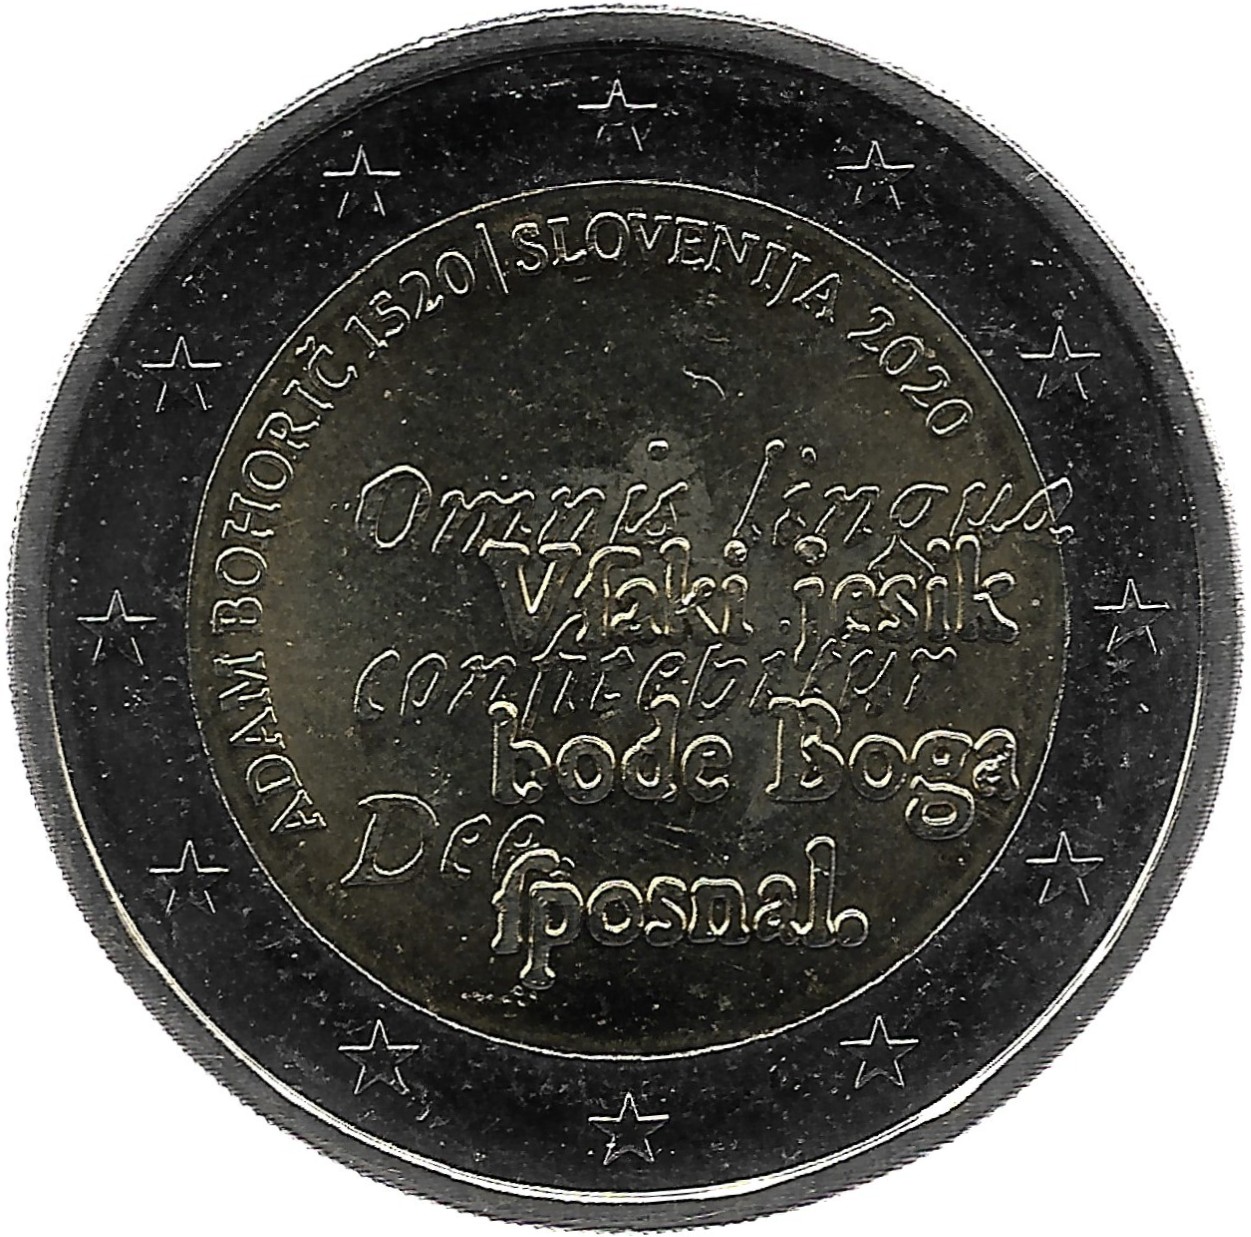 ADAM BOHORIČ 1520 | SLOVENIJA 2020
Omnis lingua
Vſaki jesik
confitebitur
bode Boga
Deo
ſposnal.